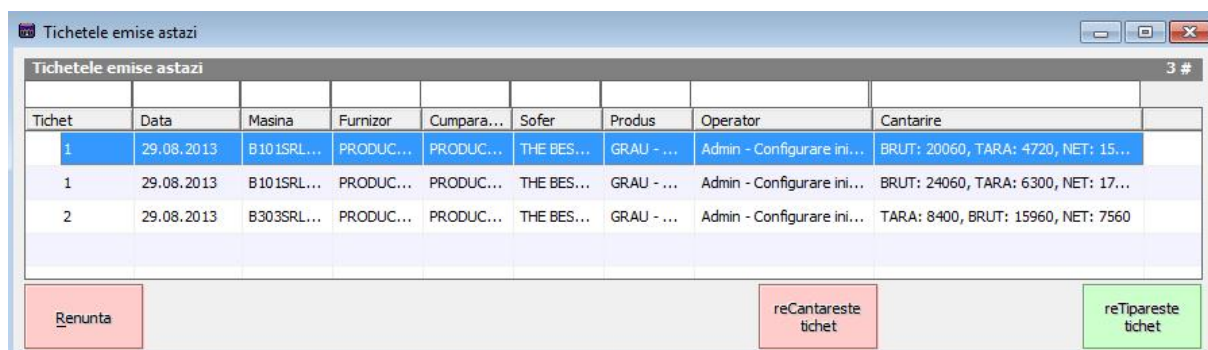 Tichetele emise astazi
Tichetele emise astazi 3 #
Tichet Data Masina Furnizor Cumpara... Sofer Produs Operator Cantarire
1 29.08.2013 B101SRL... PRODUC... PRODUC... THE BES... GRAU - ... Admin - Configurare ini... BRUT: 20060, TARA: 4720, NET: 15...
1 29.08.2013 B101SRL... PRODUC... PRODUC... THE BES... GRAU - ... Admin - Configurare ini... BRUT: 24060, TARA: 6300, NET: 17...
2 29.08.2013 B303SRL... PRODUC... PRODUC... THE BES... GRAU - ... Admin - Configurare ini... TARA: 8400, BRUT: 15960, NET: 7560
Renunta
reCantareste
tichet
reTipareste
tichet